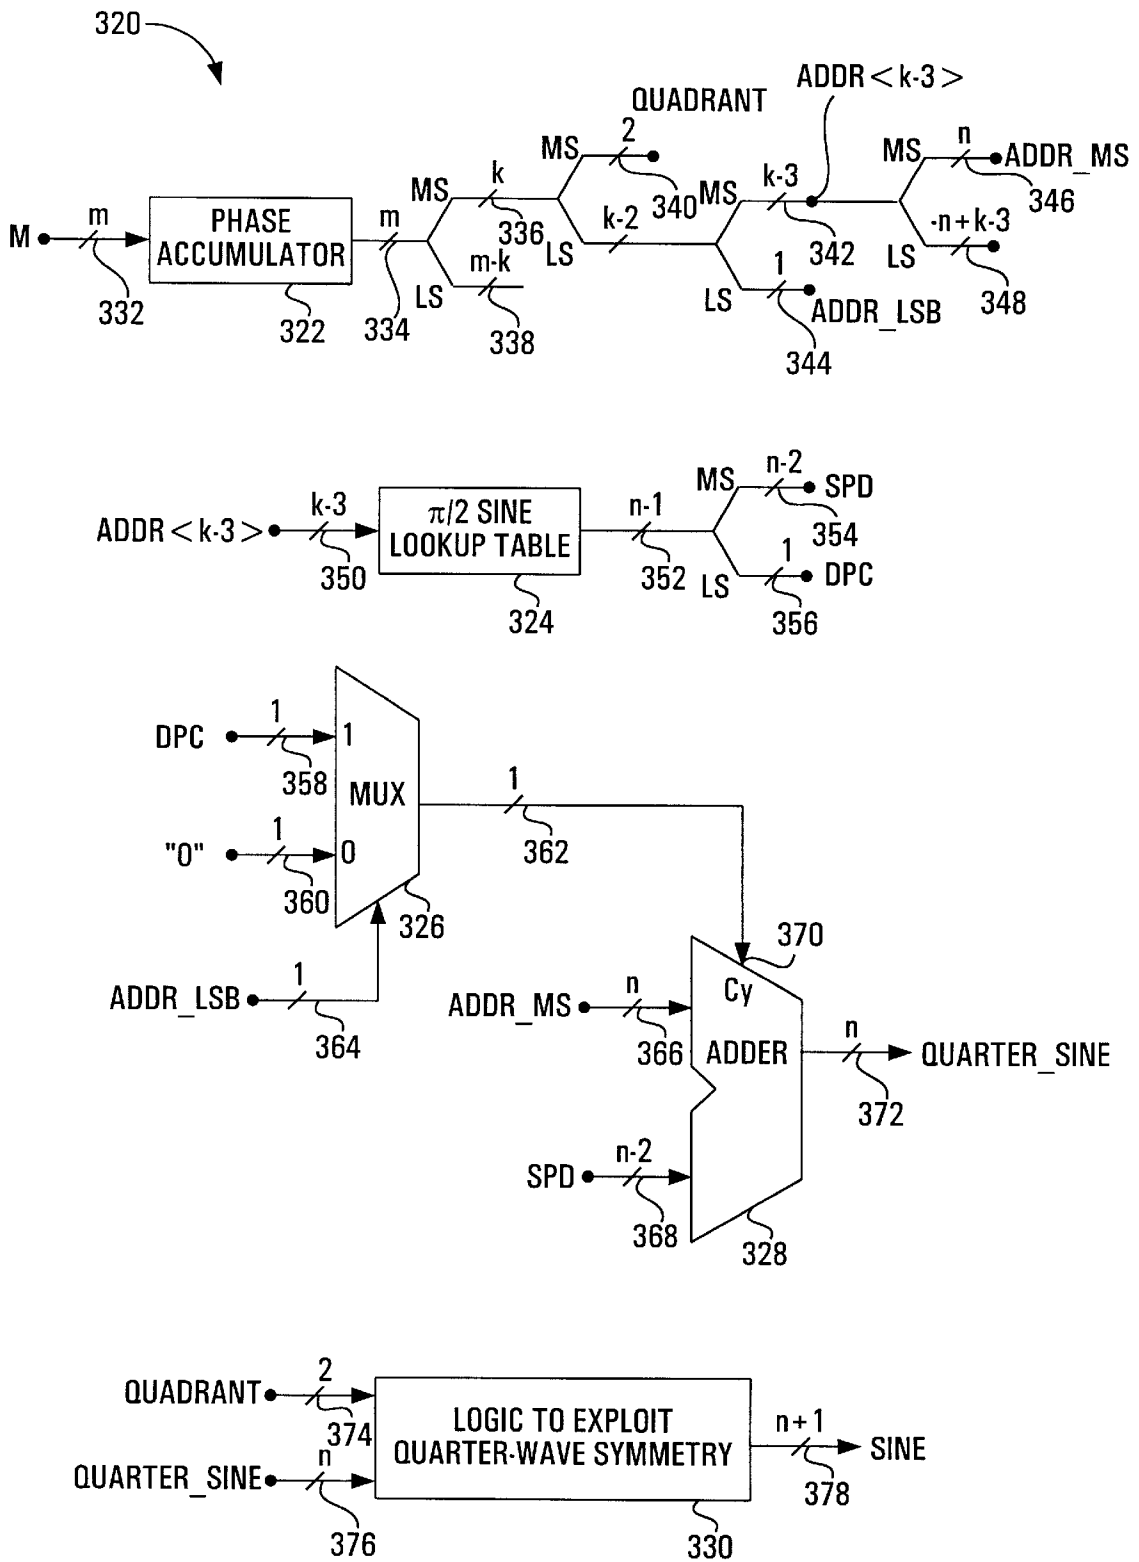 320
ADDR<k-3>
QUADRANT
MS 2
340
MS n ADDR_MS
346
MS k
336
MS k-3
342
M m
332
PHASE
ACCUMULATOR
322
m
334
LS k-2
-n+k-3
LS
348
LS m-k
338
LS 1
ADDR_LSB
344
ADDR<k-3> k-3
350
π/2 SINE
LOOKUP TABLE
324
n-1
352
MS n-2 SPD
354
LS 1 DPC
356
DPC 1
358
1
MUX
"0" 1
360
0
326
1
362
ADDR_LSB 1
364
370
Cy
ADDR_MS n
366
ADDER
n QUARTER_SINE
372
SPD n-2
368
328
QUADRANT 2
374
QUARTER_SINE n
376
LOGIC TO EXPLOIT
QUARTER-WAVE SYMMETRY
330
n+1 SINE
378